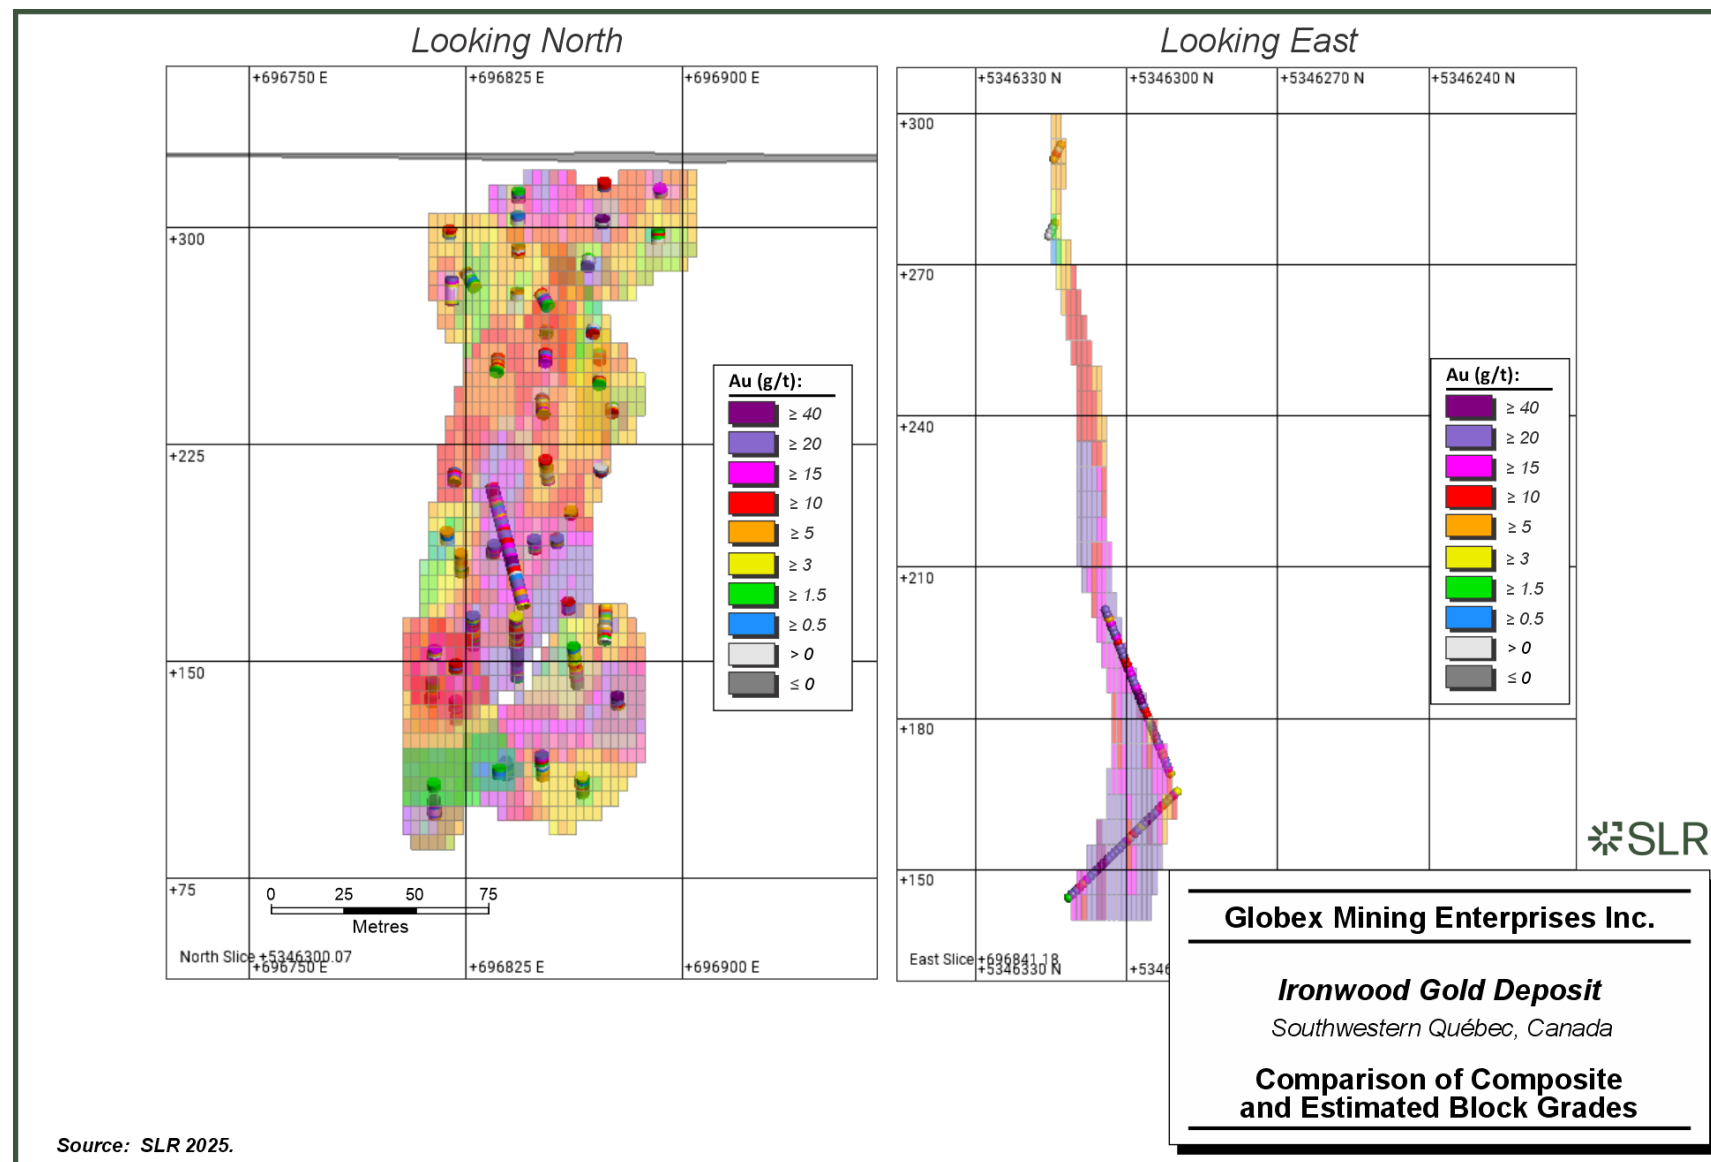 Looking North
Looking East
+696750 E
+696825 E
+696900 E
+300
+225
+150
+75
Au (g/t):
≥ 40
≥ 20
≥ 15
≥ 10
≥ 5
≥ 3
≥ 1.5
≥ 0.5
> 0
≤ 0
0 25 50 75
Metres
North Slice +5346300.07
+696750 E
+696825 E
+696900 E
+5346330 N
+5346300 N
+5346270 N
+5346240 N
+300
+270
+240
+210
+180
+150
Au (g/t):
≥ 40
≥ 20
≥ 15
≥ 10
≥ 5
≥ 3
≥ 1.5
≥ 0.5
> 0
≤ 0
East Slice +696841.18
+5346330 N
+5346
SLR
Globex Mining Enterprises Inc.
Ironwood Gold Deposit
Southwestern Québec, Canada
Comparison of Composite
and Estimated Block Grades
Source: SLR 2025.